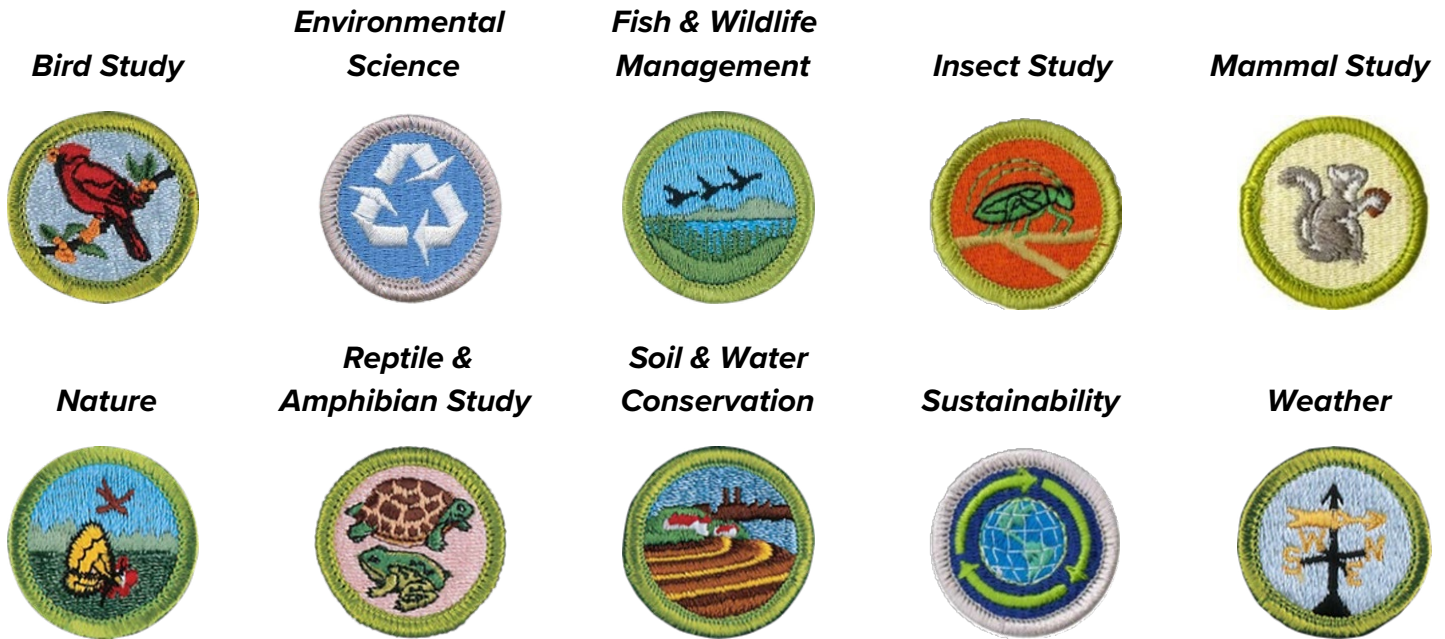 Bird Study
Environmental
Science
Fish & Wildlife
Management
Insect Study
Mammal Study
Nature
Reptile &
Amphibian Study
Soil & Water
Conservation
Sustainability
Weather
W
N
S
E